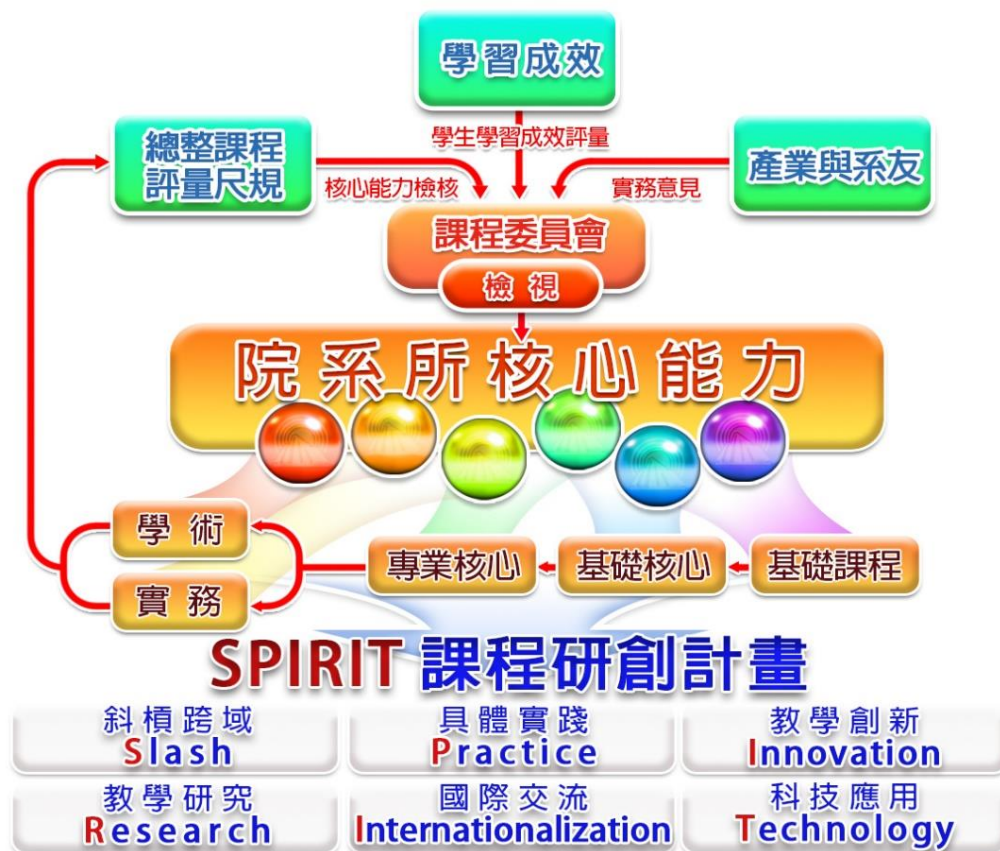 學習成效
學生學習成效評量
總整課程
評量尺規
核心能力檢核
產業與系友
實務意見
課程委員會
檢視
院系所核心能力
學術
實務
專業核心
基礎核心
基礎課程
SPIRIT 課程研創計畫
斜槓跨域
Slash
具體實踐
Practice
教學創新
Innovation
教學研究
Research
國際交流
Internationalization
科技應用
Technology